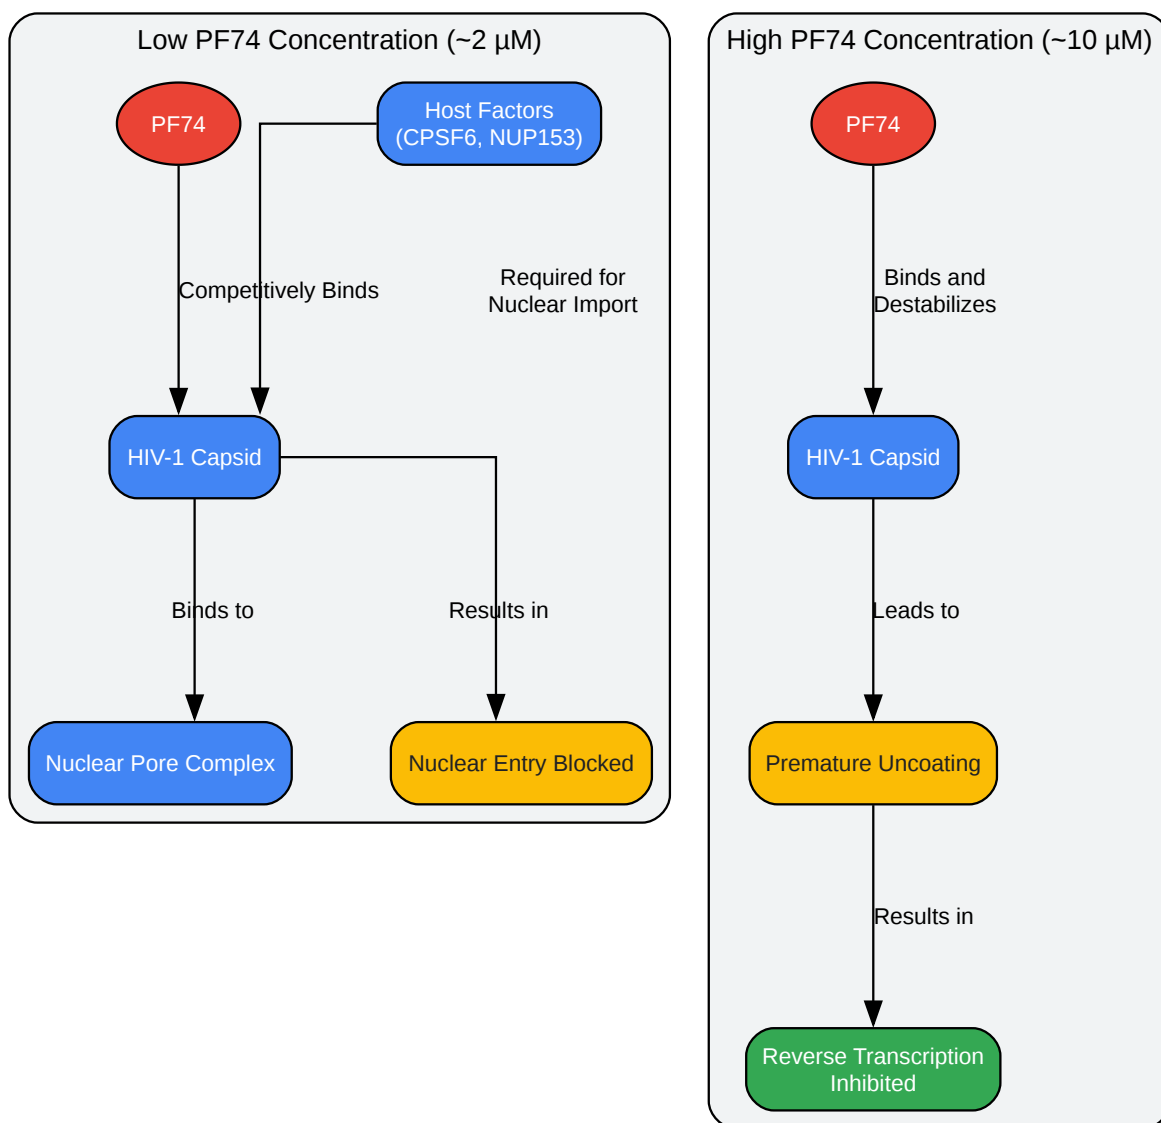 Low PF74 Concentration (~2 µM)
PF74
Host Factors
(CPSF6, NUP153)
Competitively Binds
Required for
Nuclear Import
HIV-1 Capsid
Binds to
Results in
Nuclear Pore Complex
Nuclear Entry Blocked
High PF74 Concentration (~10 µM)
PF74
Binds and
Destabilizes
HIV-1 Capsid
Leads to
Premature Uncoating
Results in
Reverse Transcription
Inhibited